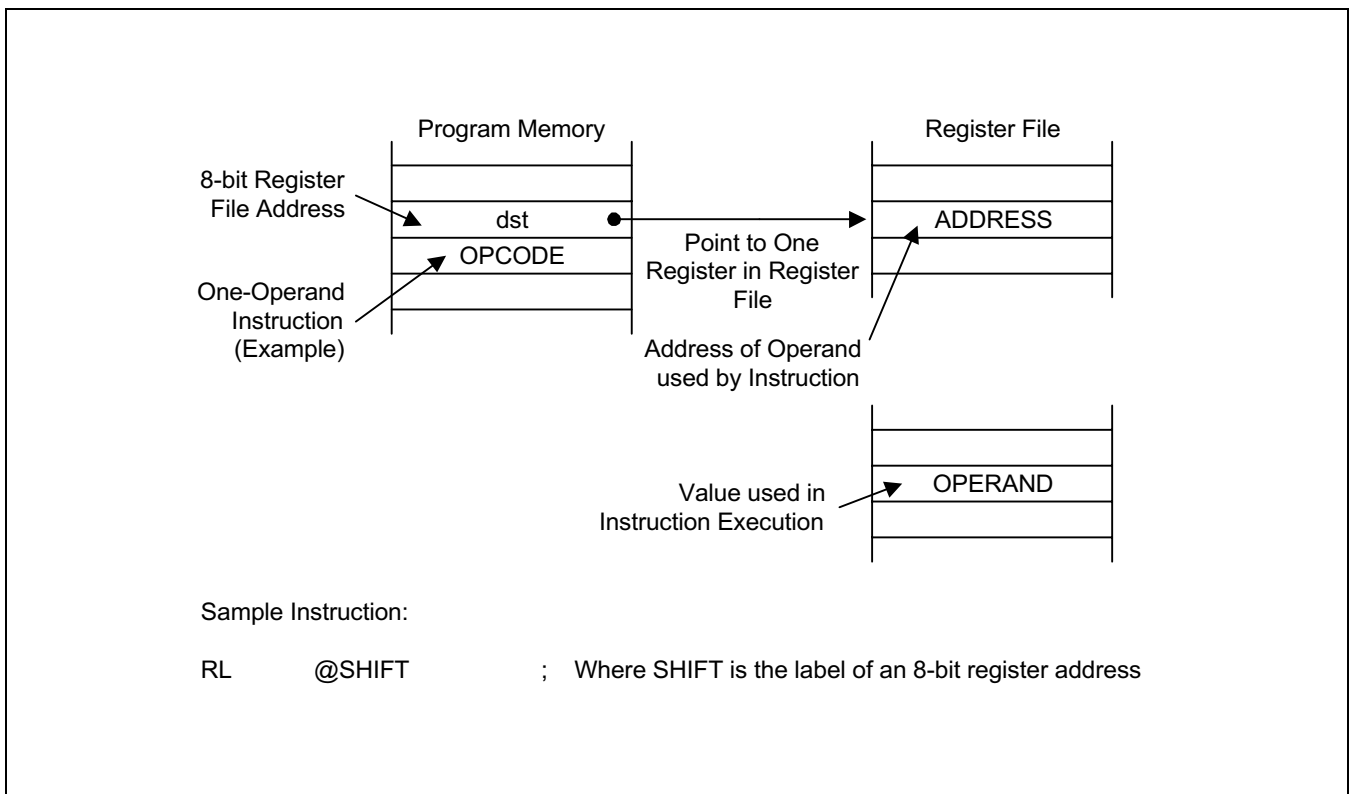 Program Memory
Register File
8-bit Register
File Address
dst
ADDRESS
OPCODE
Point to One
Register in Register
File
One-Operand
Instruction
(Example)
Address of Operand
used by Instruction
OPERAND
Value used in
Instruction Execution
Sample Instruction:
RL @SHIFT ; Where SHIFT is the label of an 8-bit register address